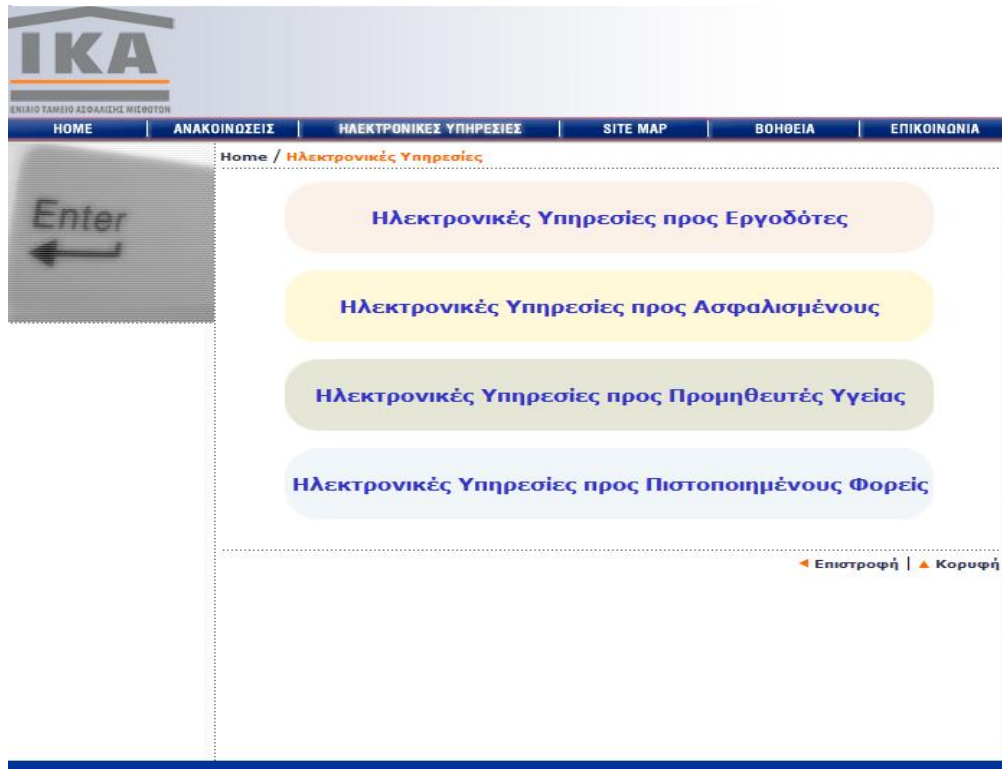 ΙΚΑ
ΕΝΙΑΙΟ ΤΑΜΕΙΟ ΑΣΦΑΛΙΣΗΣ ΜΙΣΘΩΤΩΝ
HOME | ΑΝΑΚΟΙΝΩΣΕΙΣ | ΗΛΕΚΤΡΟΝΙΚΕΣ ΥΠΗΡΕΣΙΕΣ | SITE MAP | ΒΟΗΘΕΙΑ | ΕΠΙΚΟΙΝΩΝΙΑ
Home / Ηλεκτρονικές Υπηρεσίες
Enter
Ηλεκτρονικές Υπηρεσίες προς Εργοδότες
Ηλεκτρονικές Υπηρεσίες προς Ασφαλισμένους
Ηλεκτρονικές Υπηρεσίες προς Προμηθευτές Υγείας
Ηλεκτρονικές Υπηρεσίες προς Πιστοποιημένους Φορείς
Επιστροφή | Κορυφή